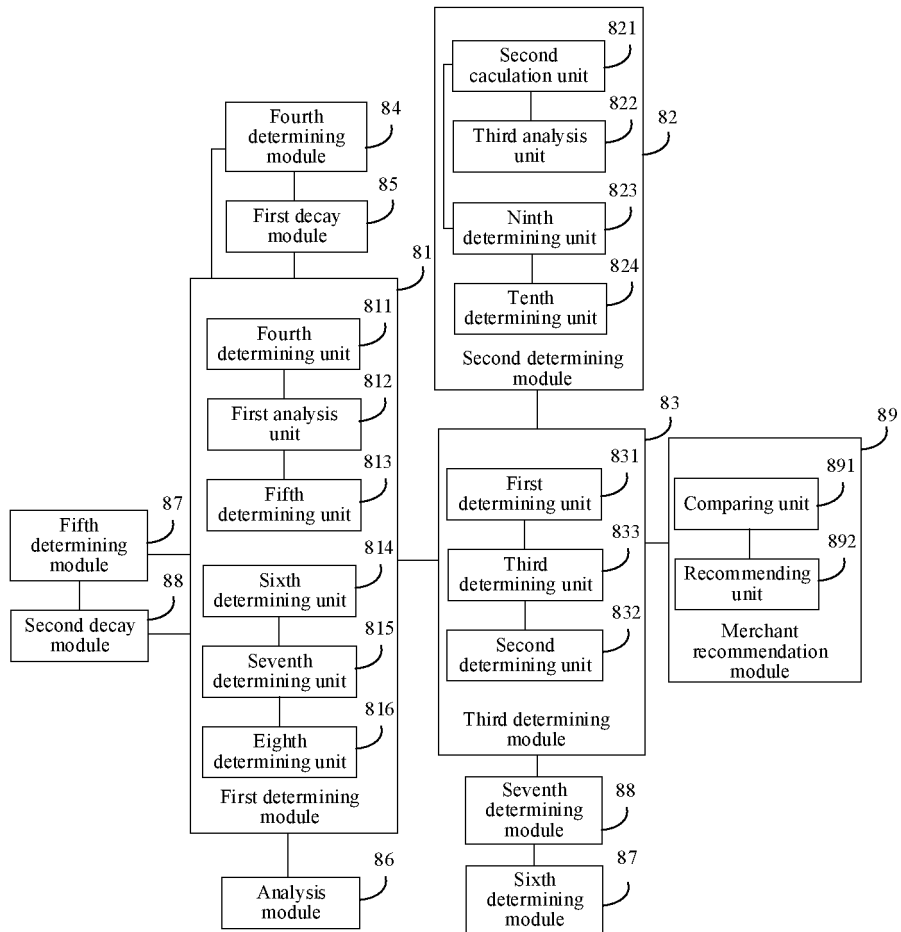 821
Second
caculation unit
822
Third analysis
unit
82
823
Ninth
determining unit
824
Tenth
determining unit
Second determining
module
84
Fourth
determining
module
85
First decay
module
81
811
Fourth
determining unit
812
First analysis
unit
813
Fifth
determining unit
814
Sixth
determining unit
815
Seventh
determining unit
816
Eighth
determining unit
First determining
module
87
Fifth
determining
module
88
Second decay
module
86
Analysis
module
83
831
First
determining unit
833
Third
determining unit
832
Second
determining unit
Third determining
module
89
891
Comparing unit
892
Recommending
unit
Merchant
recommendation
module
88
Seventh
determining
module
87
Sixth
determining
module